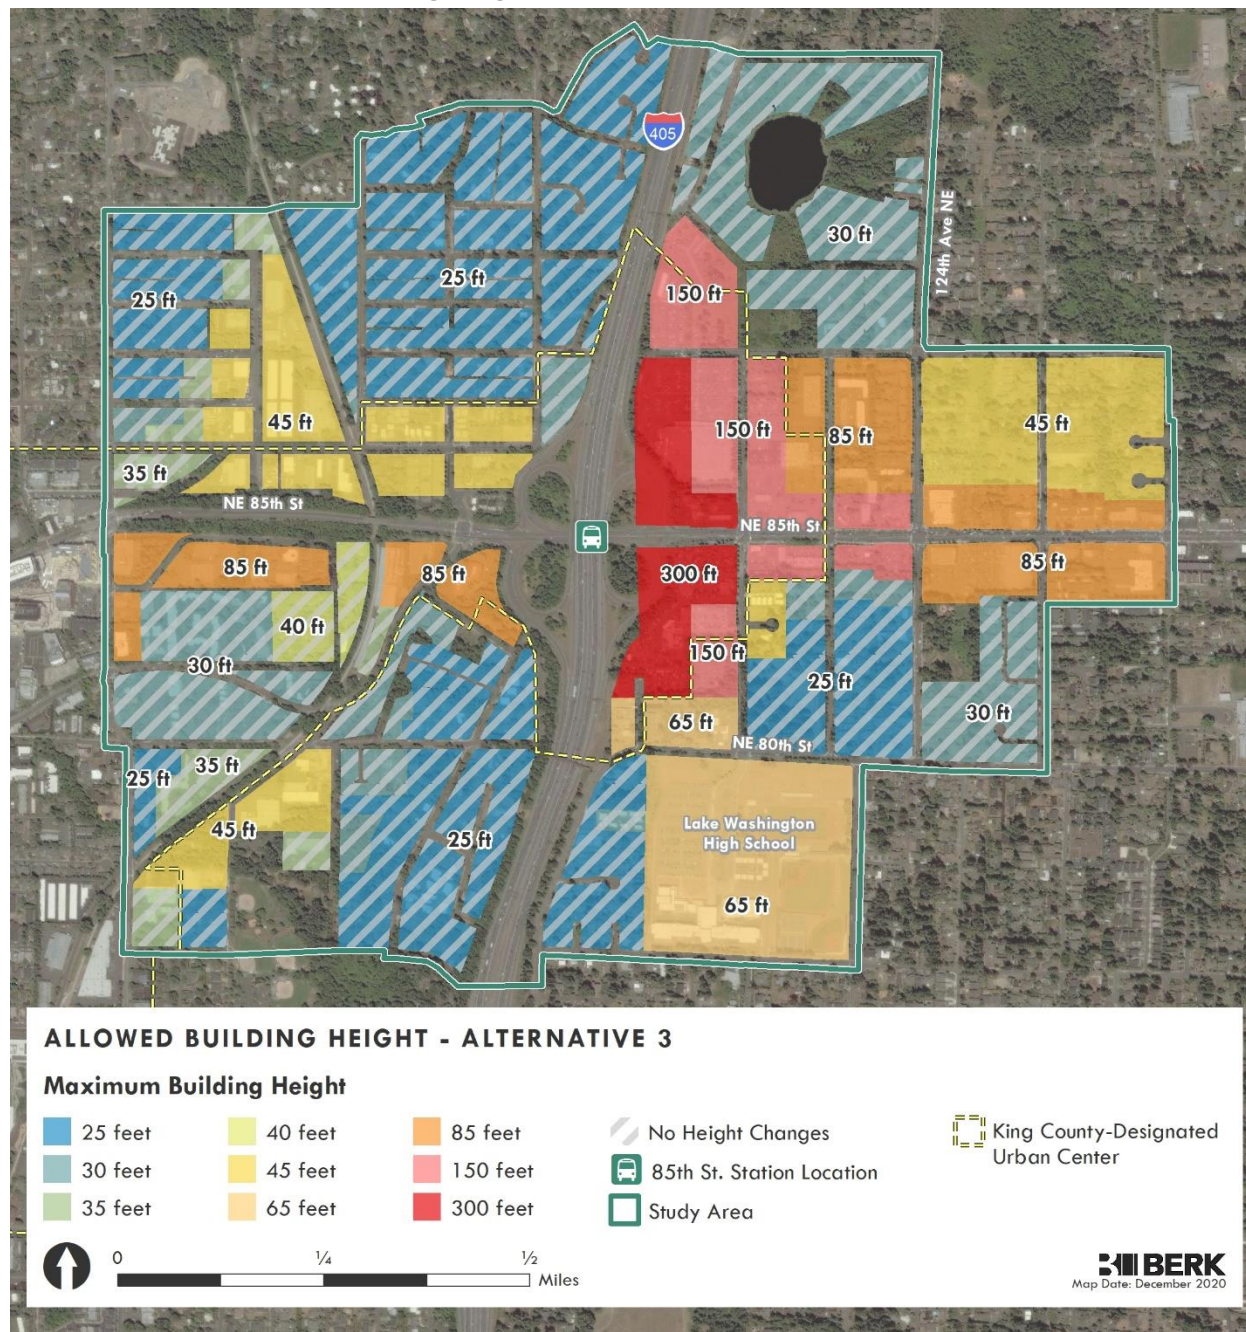 405
124th Ave NE
30 ft
25 ft
150 ft
25 ft
45 ft
150 ft
85 ft
45 ft
35 ft
NE 85th St
NE 85th St
85 ft
85 ft
300 ft
85 ft
40 ft
30 ft
150 ft
25 ft
65 ft
30 ft
NE 80th St
35 ft
25 ft
45 ft
25 ft
Lake Washington
High School
65 ft
ALLOWED BUILDING HEIGHT - ALTERNATIVE 3
Maximum Building Height
25 feet
30 feet
35 feet
40 feet
45 feet
65 feet
85 feet
150 feet
300 feet
No Height Changes
85th St. Station Location
Study Area
King County-Designated
Urban Center
0 ¼ ½
Miles
BERK
Map Date: December 2020